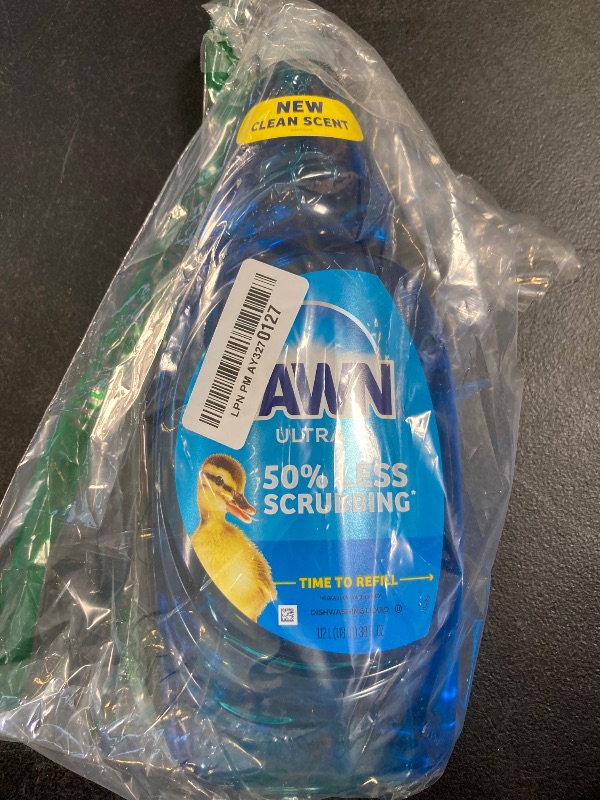 NEW
CLEAN SCENT
LPN PM AY3270127
AWN
ULTRA
50% LESS
SCRUBBING*
TIME TO REFILL
DISHWASHING LIQUID